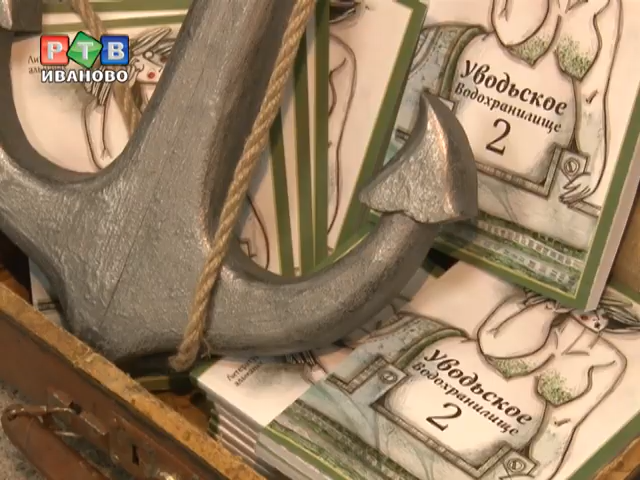 РТВ
ИВАНОВО
Уводьское
Водохранилище
2
Уводьское
Водохранилище
2